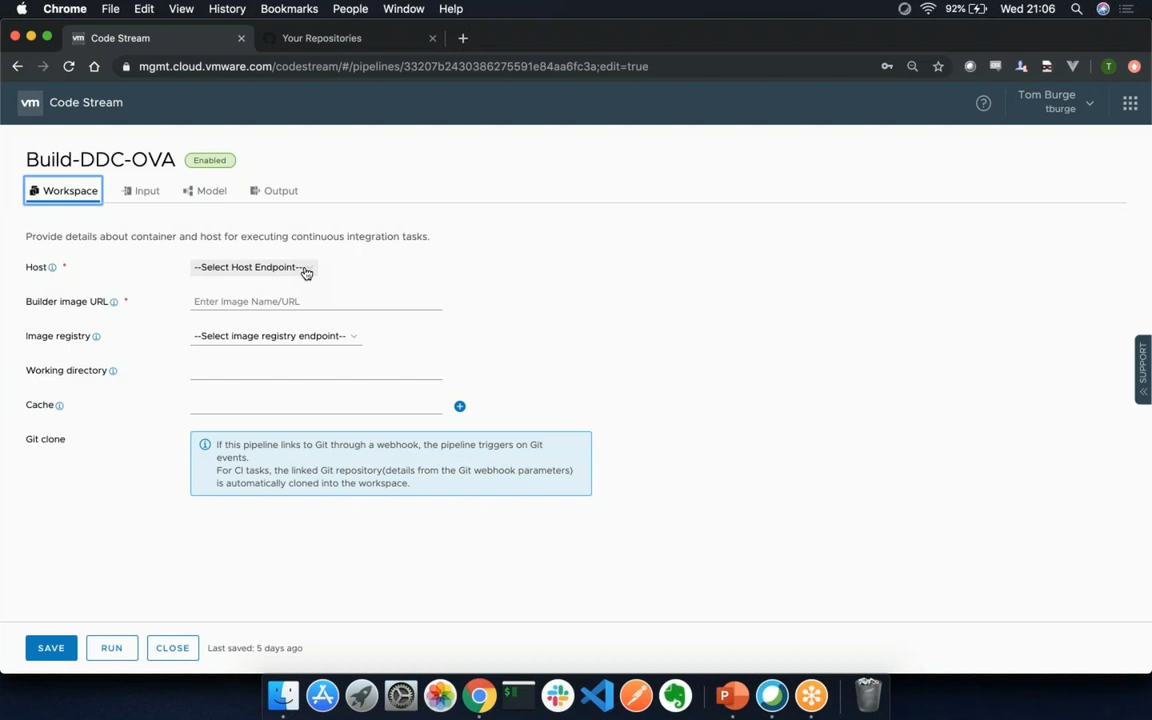 Chrome File Edit View History Bookmarks People Window Help 92% Wed 21:06
Code Stream Your Repositories
mgmt.cloud.vmware.com/codestream/#/pipelines/33207b2430386275591e84aa6fc3a;edit=true T
vm Code Stream Tom Burge
tburge
Build-DDC-OVA Enabled
Workspace Input Model Output
Provide details about container and host for executing continuous integration tasks.
Host * --Select Host Endpoint--
Builder image URL * Enter Image Name/URL
Image registry --Select image registry endpoint--
Working directory
Cache
Git clone If this pipeline links to Git through a webhook, the pipeline triggers on Git
events.
For CI tasks, the linked Git repository(details from the Git webhook parameters)
is automatically cloned into the workspace.
SUPPORT
SAVE RUN CLOSE Last saved: 5 days ago